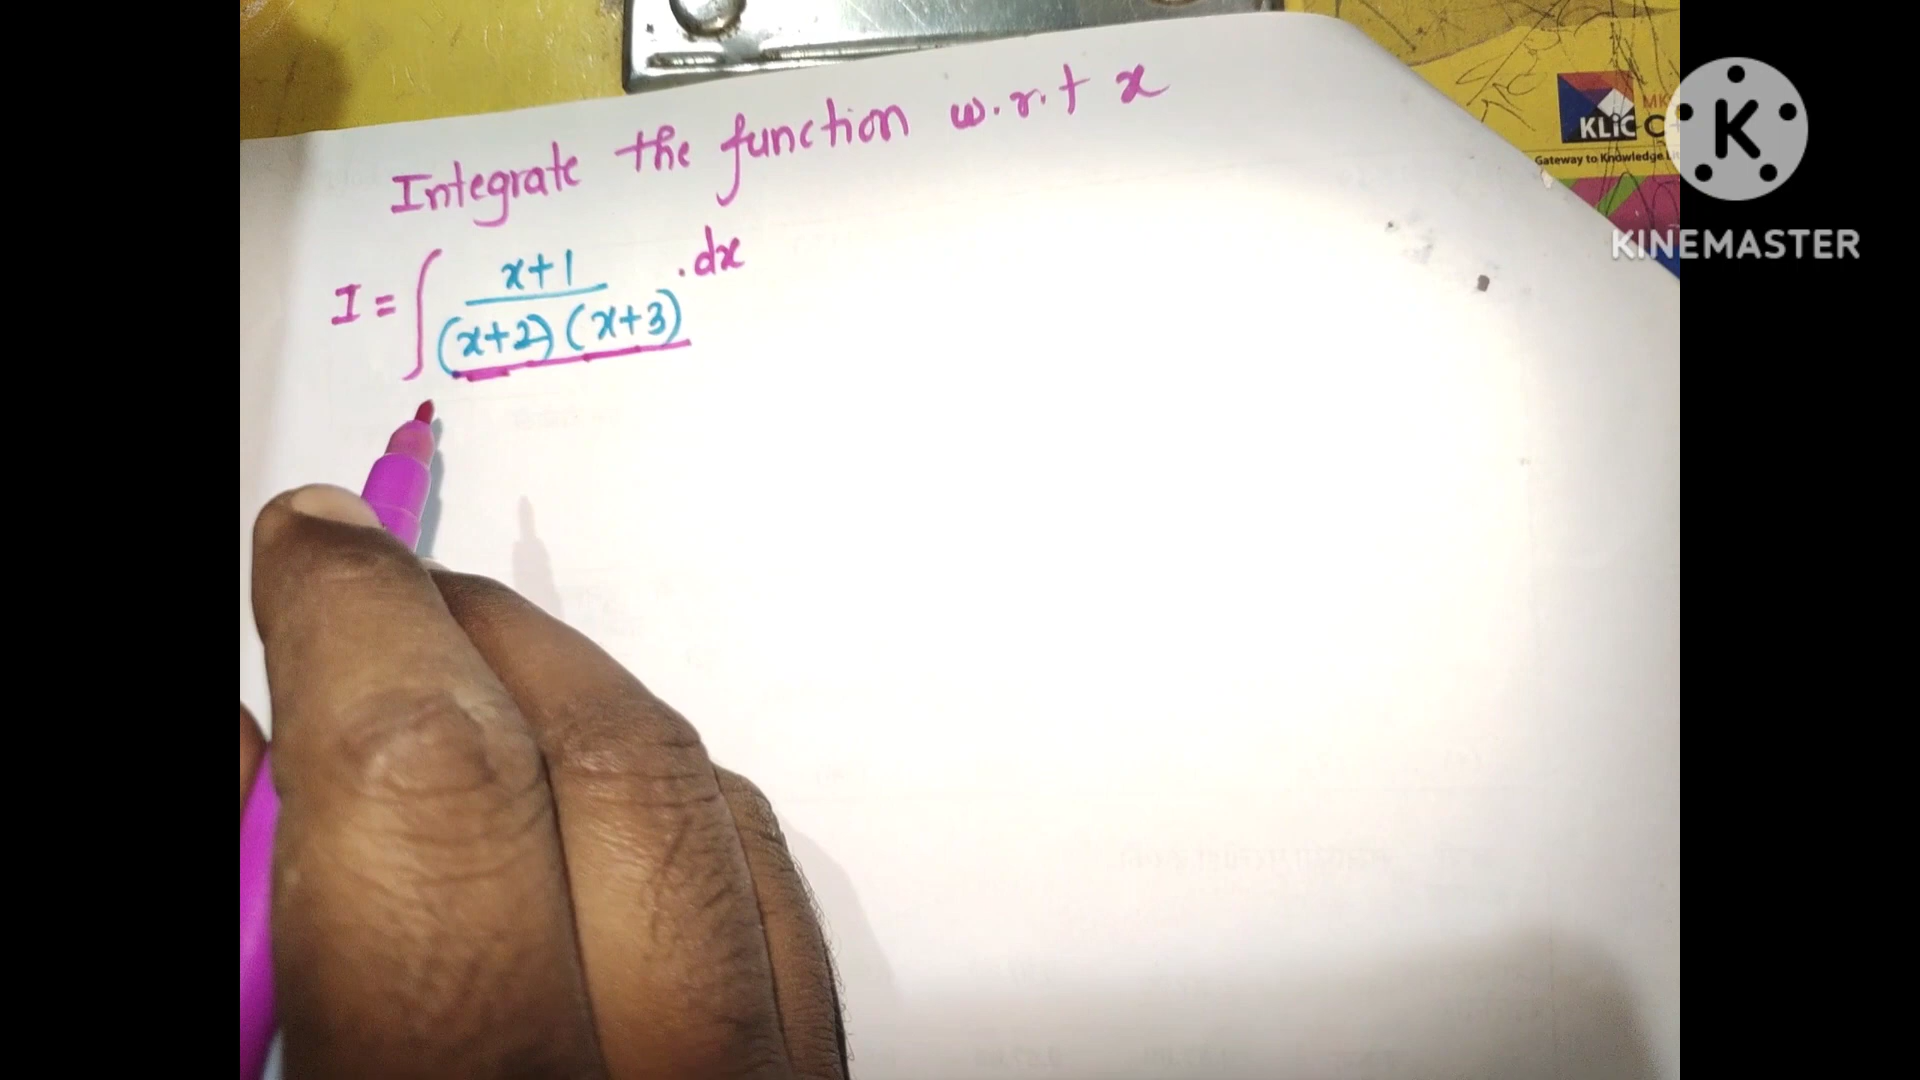 Integrate the function w.r.t x
I = ∫ x+1 / (x+2) (x+3) . dx
KLiC
Gateway to Knowledge
K
KINEMASTER